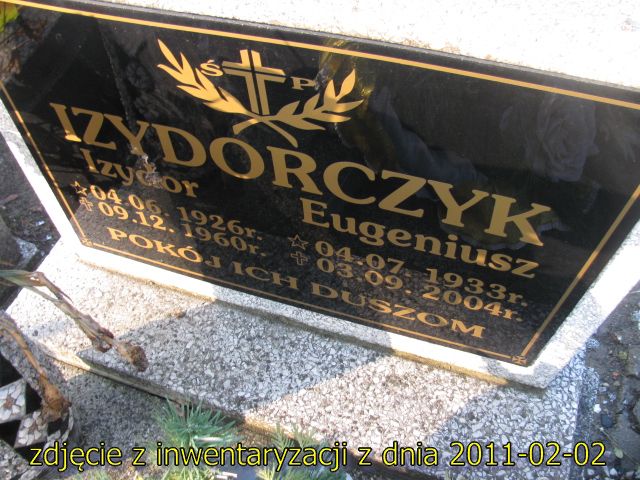 Ś P
IZYDORCZYK
Izydor
☆ 04.06. 1926r.
✝ 09.12. 1960r.
Eugeniusz
☆ 04.07. 1933r.
✝ 03.09. 2004r.
POKÓJ ICH DUSZOM
zdjęcie z inwentaryzacji z dnia 2011-02-02